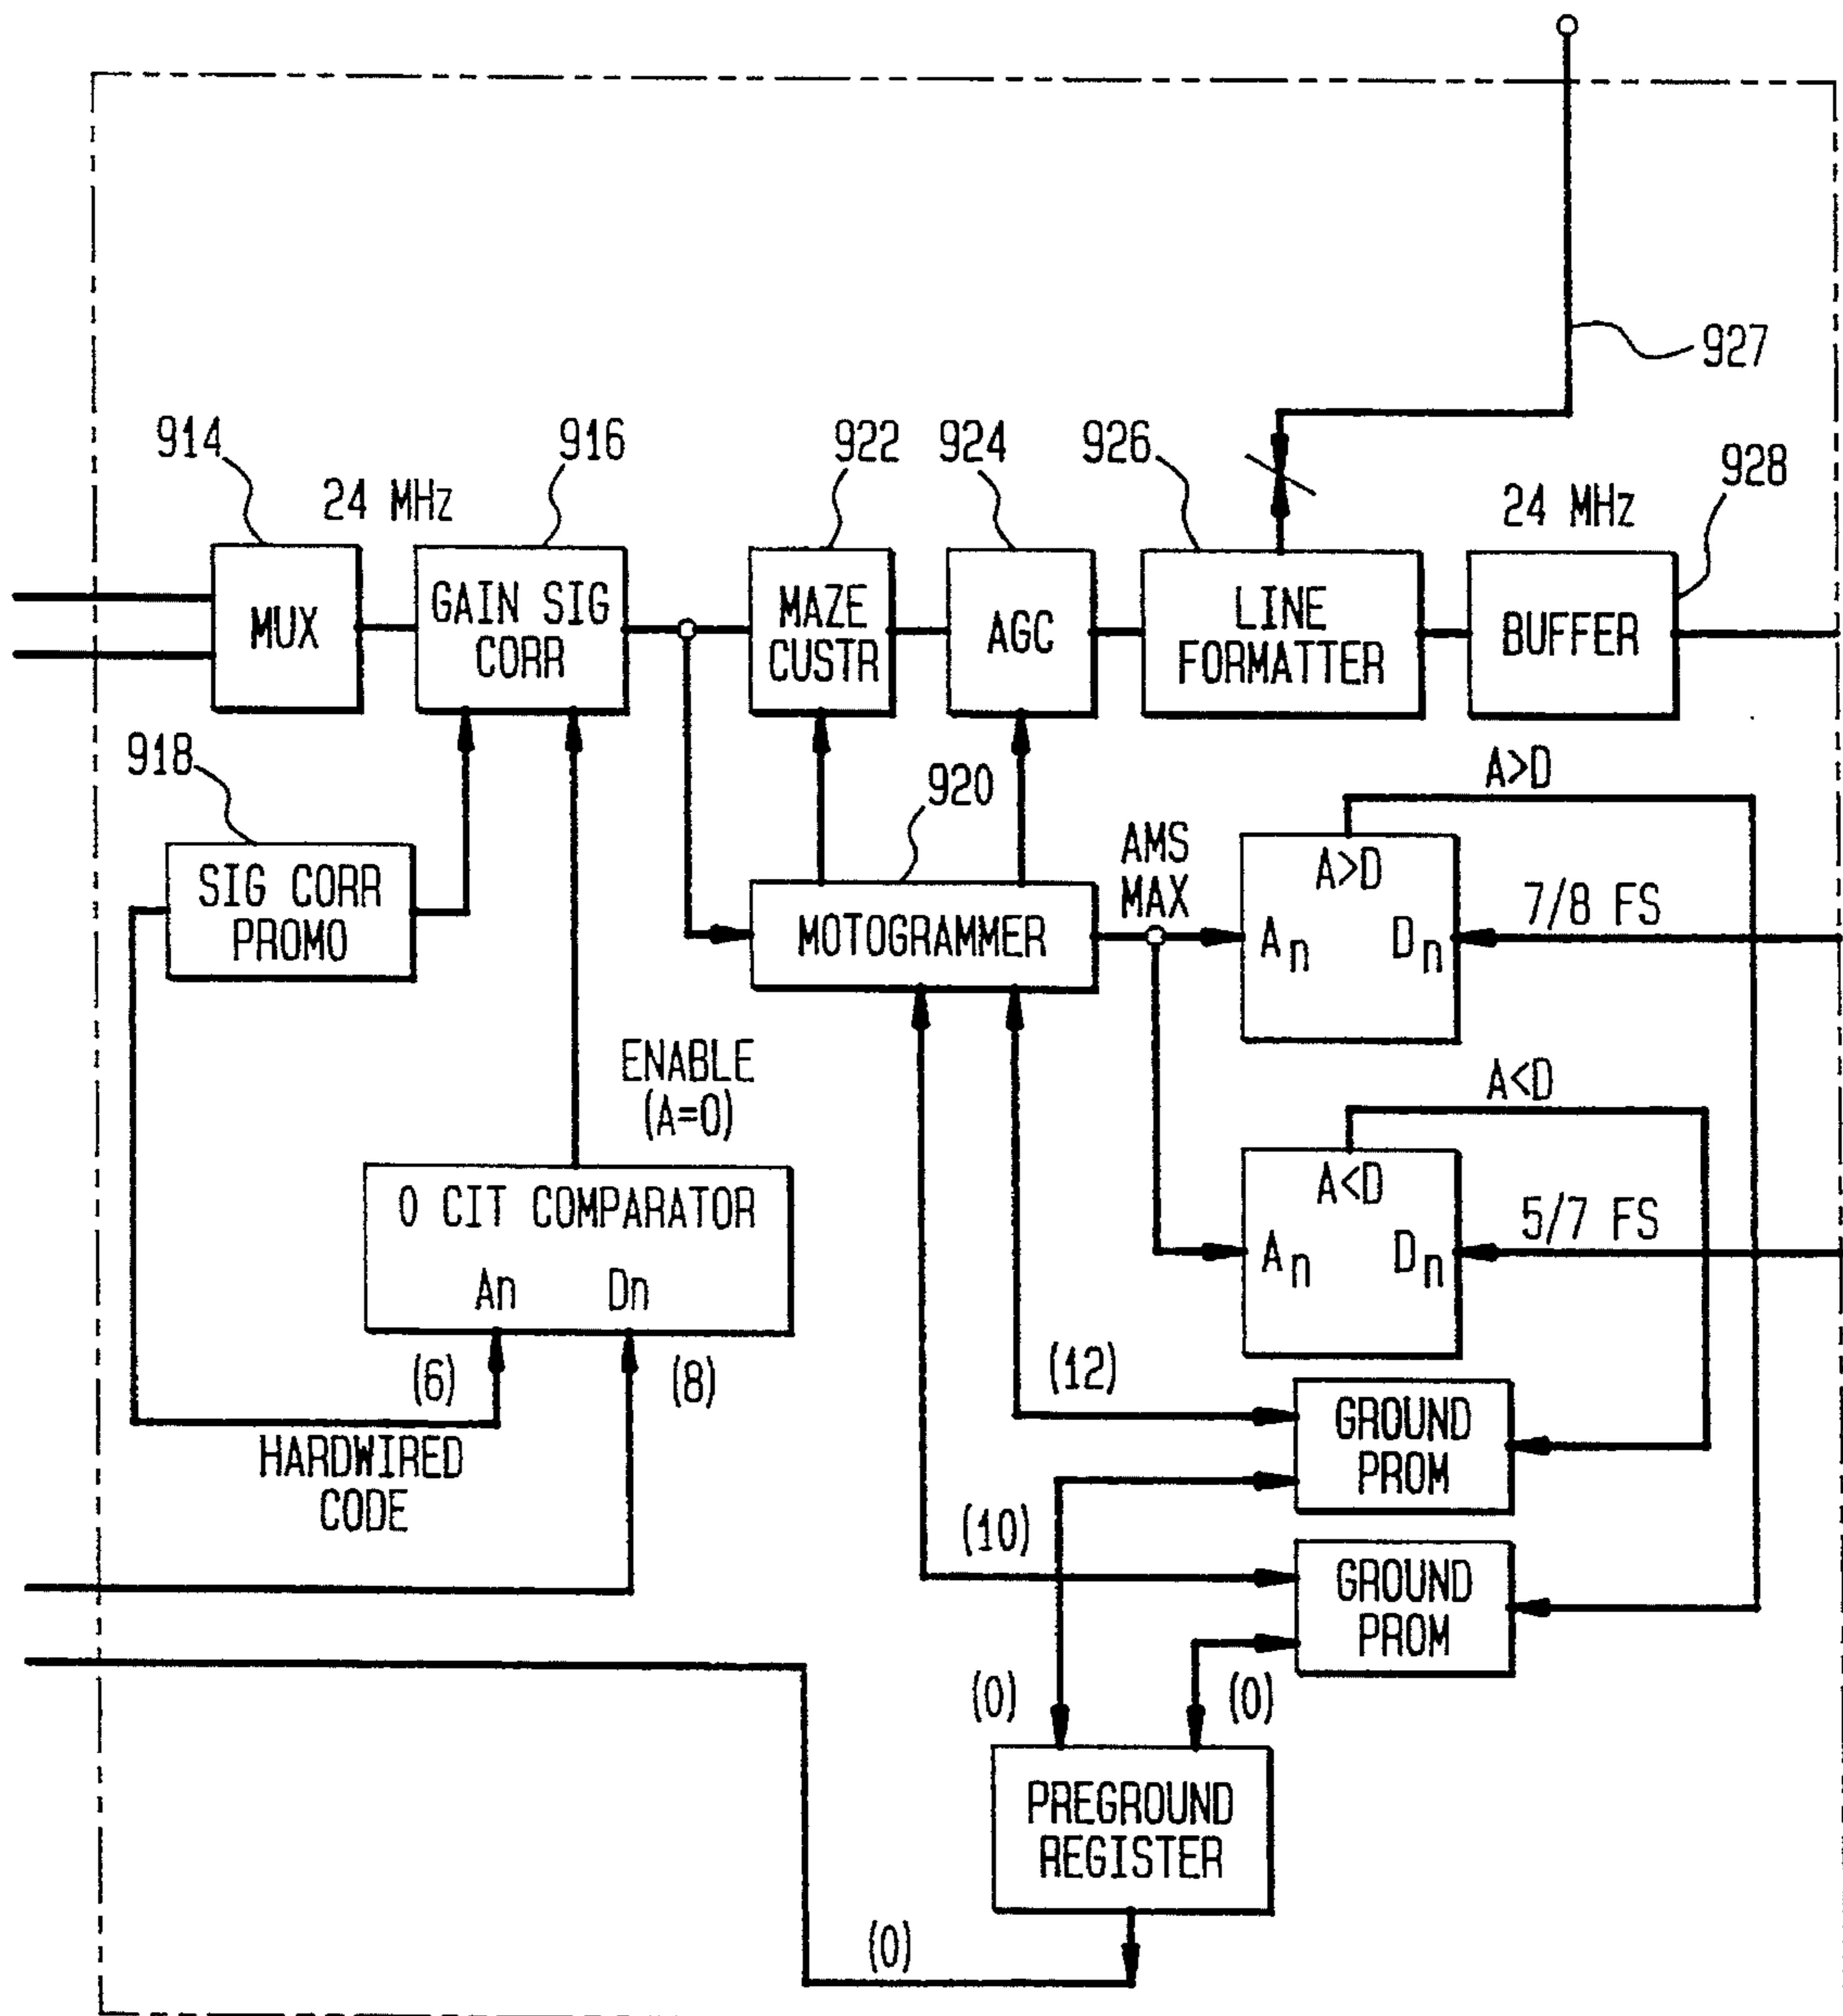 927
914
916
922
924
926
928
24 MHz
24 MHz
MUX
GAIN SIG
CORR
MAZE
CUSTR
AGC
LINE
FORMATTER
BUFFER
918
920
A>D
SIG CORR
PROMO
MOTOGRAMMER
AMS
MAX
A>D
An
Dn
7/8 FS
ENABLE
(A=0)
A<D
A<D
An
Dn
5/7 FS
0 CIT COMPARATOR
An
Dn
(6)
(8)
HARDWIRED
CODE
(12)
GROUND
PROM
(10)
GROUND
PROM
(0)
(0)
PREGROUND
REGISTER
(0)